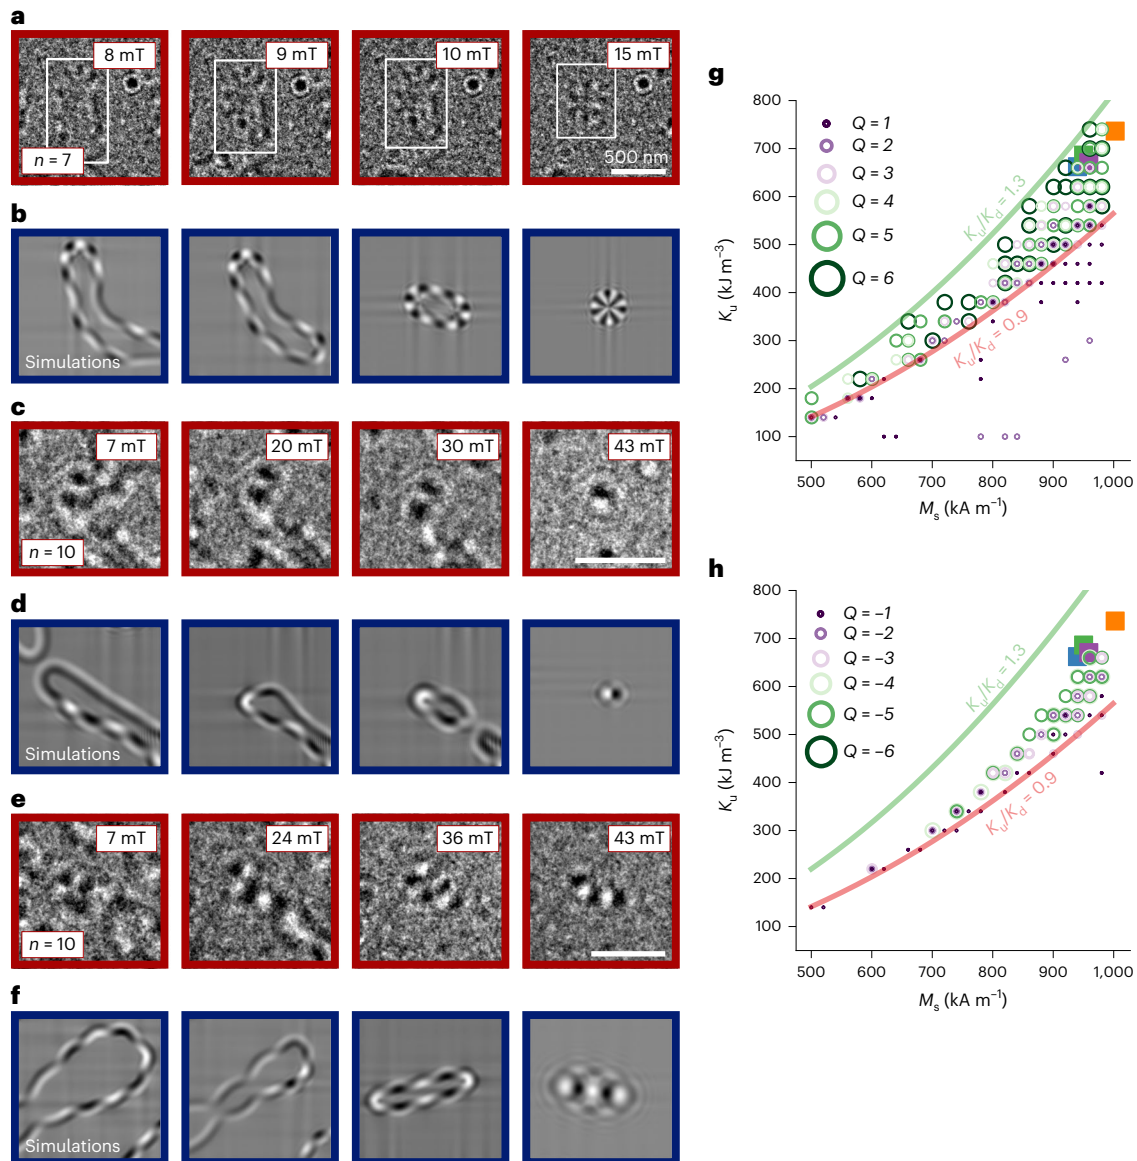 a
8 mT
9 mT
10 mT
15 mT
n = 7
500 nm
b
Simulations
c
7 mT
20 mT
30 mT
43 mT
n = 10
d
Simulations
e
7 mT
24 mT
36 mT
43 mT
n = 10
f
Simulations
g
800
700
600
500
400
300
200
100
Kᵤ (kJ m⁻³)
Q = 1
Q = 2
Q = 3
Q = 4
Q = 5
Q = 6
Kᵤ/K_d = 1.3
Kᵤ/K_d = 0.9
500 600 700 800 900 1,000
Mₛ (kA m⁻¹)
h
800
700
600
500
400
300
200
100
Kᵤ (kJ m⁻³)
Q = −1
Q = −2
Q = −3
Q = −4
Q = −5
Q = −6
Kᵤ/K_d = 1.3
Kᵤ/K_d = 0.9
500 600 700 800 900 1,000
Mₛ (kA m⁻¹)